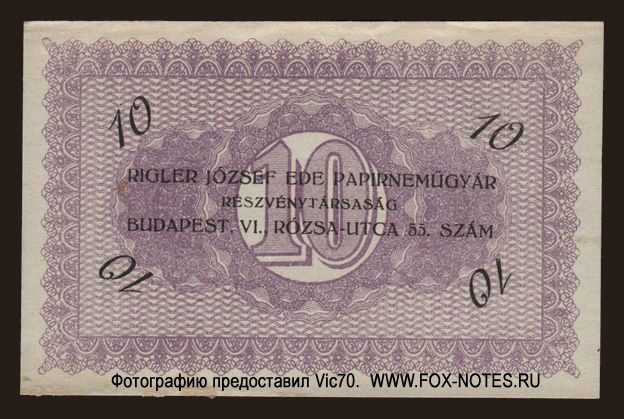 10 10
10
RIGLER JÓZSEF EDE PAPIRNEMŰGYÁR
RÉSZVÉNYTÁRSASÁG
BUDAPEST, VI., RÓZSA-UTCA 55. SZÁM
10 10
Фотографию предоставил Vic70. WWW.FOX-NOTES.RU